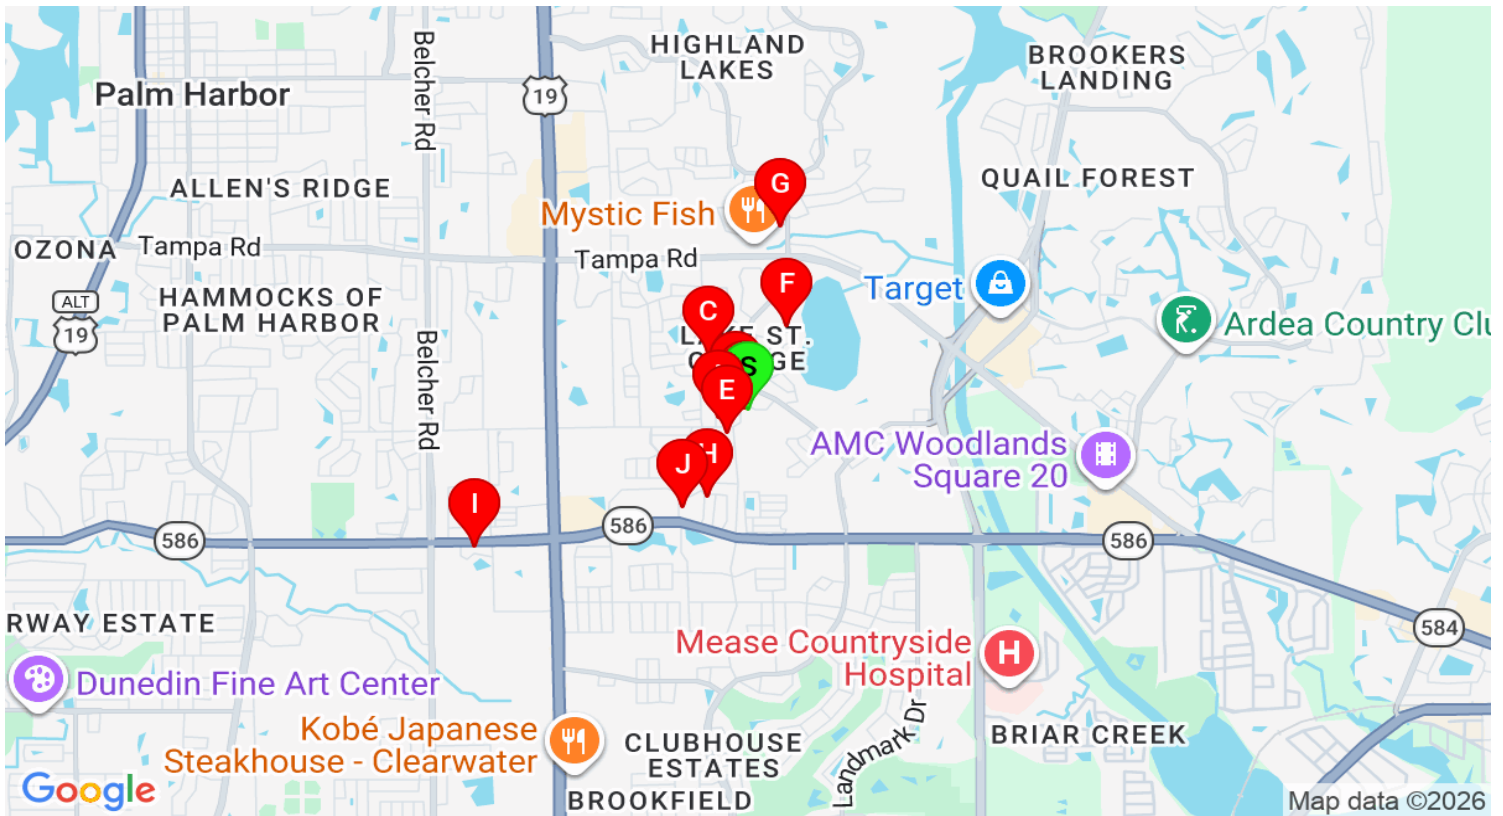 HIGHLAND
LAKES
BROOKERS
LANDING
Palm Harbor
Belcher Rd
19
ALLEN'S RIDGE
QUAIL FOREST
G
Mystic Fish
OZONA
Tampa Rd
Tampa Rd
F
Target
ALT
19
HAMMOCKS OF
PALM HARBOR
C
LAKE ST.
GE
S
E
Ardea Country Clu
Belcher Rd
AMC Woodlands
Square 20
H
J
I
586
586
586
RWAY ESTATE
584
Mease Countryside
Hospital
H
Dunedin Fine Art Center
Landmark Dr
Kobé Japanese
Steakhouse - Clearwater
CLUBHOUSE
ESTATES
BRIAR CREEK
BROOKFIELD
Google
Map data ©2026